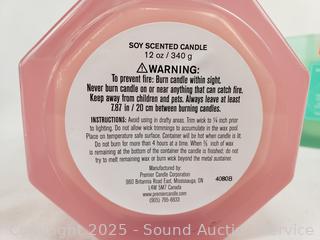 SOY SCENTED CANDLE
12 oz / 340 g
⚠WARNING:
To prevent fire: Burn candle within sight.
Never burn candle on or near anything that can catch fire.
Keep away from children and pets. Always leave at least
7.87 in / 20 cm between burning candles.
INSTRUCTIONS: Avoid using in drafty areas. Trim wick to ¼ inch prior
to lighting. Do not allow wick trimmings to accumulate in the wax pool.
Place on temperature safe surface. Container will be hot when candle is lit.
Do not burn for more than 4 hours at a time. When ½ inch of wax
is remaining at the bottom of the container the candle is finished; do not
try to melt remaining wax or burn wick beyond the metal sustainer.
Manufactured by:
Premier Candle Corporation
960 Britannia Road East, Mississauga, ON
L4W 5M7 Canada
www.premiercandle.com
(905) 795-8833
4080B
Copyright 2025 - Sound Auction Service